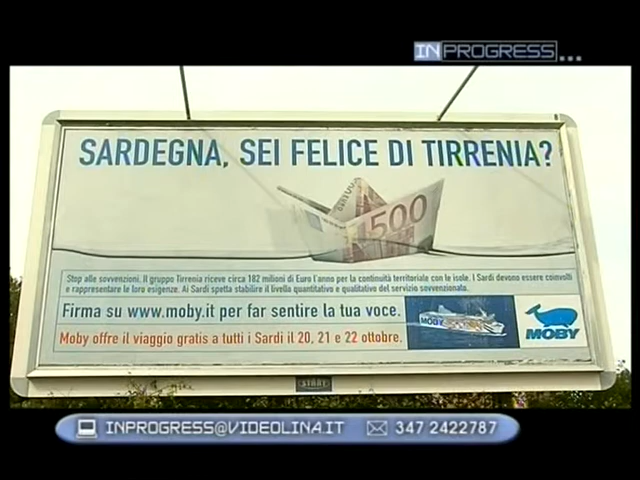 IN PROGRESS...
SARDEGNA, SEI FELICE DI TIRRENIA?
500
Stop alle sovvenzioni. Il gruppo Tirrenia riceve circa 182 milioni di Euro l'anno per la continuità territoriale con le isole. I Sardi devono essere coinvolti
e rappresentare le loro esigenze. Ai Sardi spetta stabilire il livello quantitativo e qualitativo del servizio sovvenzionato.
Firma su www.moby.it per far sentire la tua voce.
Moby offre il viaggio gratis a tutti i Sardi il 20, 21 e 22 ottobre.
MOBY
MOBY
INPROGRESS@VIDEOLINA.IT 347 2422787